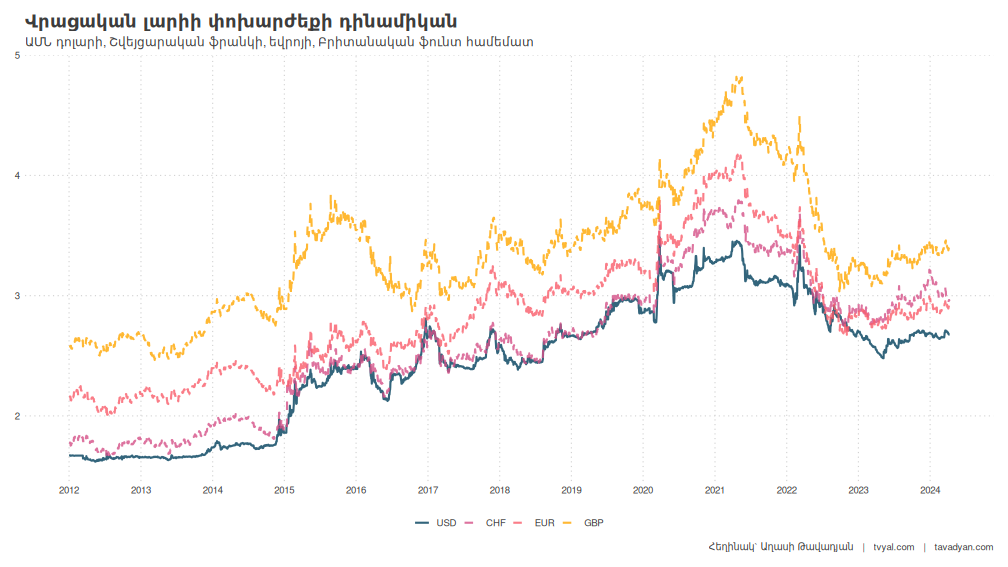 Վրացական լարիի փոխարժեքի դինամիկան
ԱՄՆ դոլարի, Շվեյցարական ֆրանկի, եվրոյի, Բրիտանական ֆունտ համեմատ
5
4
3
2
2012 2013 2014 2015 2016 2017 2018 2019 2020 2021 2022 2023 2024
USD CHF EUR GBP
Հեղինակ՝ Աղասի Թավադյան | tvyal.com | tavadyan.com